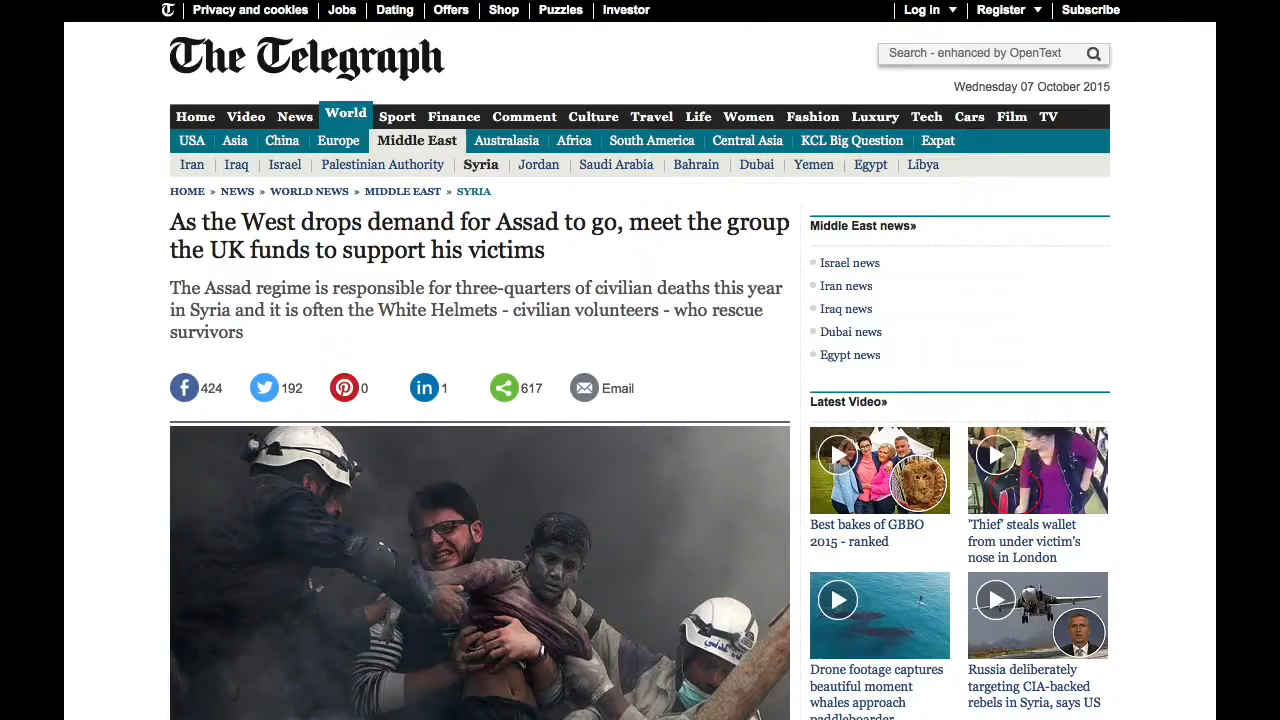 Privacy and cookies Jobs Dating Offers Shop Puzzles Investor Log in Register Subscribe
The Telegraph
Search - enhanced by OpenText
Wednesday 07 October 2015
Home Video News World Sport Finance Comment Culture Travel Life Women Fashion Luxury Tech Cars Film TV
USA Asia China Europe Middle East Australasia Africa South America Central Asia KCL Big Question Expat
Iran Iraq Israel Palestinian Authority Syria Jordan Saudi Arabia Bahrain Dubai Yemen Egypt Libya
HOME » NEWS » WORLD NEWS » MIDDLE EAST » SYRIA
As the West drops demand for Assad to go, meet the group
the UK funds to support his victims
The Assad regime is responsible for three-quarters of civilian deaths this year
in Syria and it is often the White Helmets - civilian volunteers - who rescue
survivors
424 192 0 1 617 Email
Middle East news»
Israel news
Iran news
Iraq news
Dubai news
Egypt news
Latest Video»
Best bakes of GBBO
2015 - ranked
'Thief' steals wallet
from under victim's
nose in London
Drone footage captures
beautiful moment
whales approach
paddleboarder
Russia deliberately
targeting CIA-backed
rebels in Syria, says US